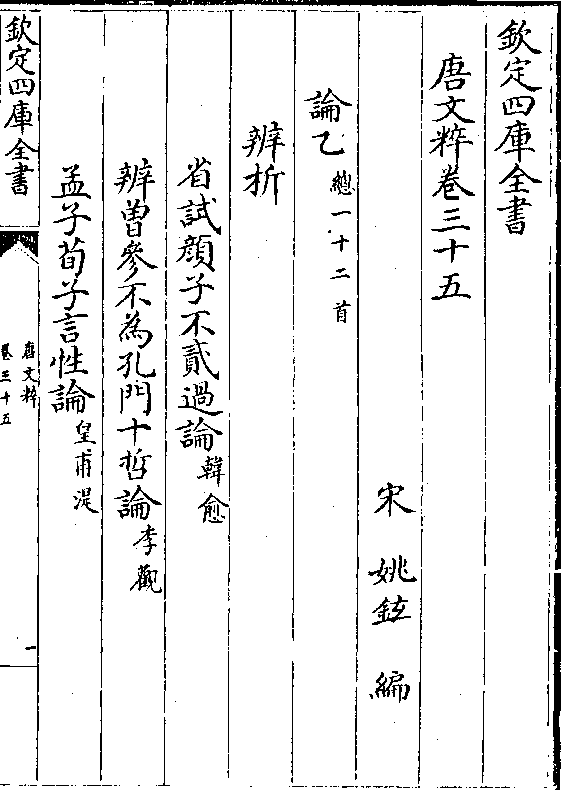 欽定四庫全書
唐文粹卷三十五
宋　姚鉉　編
論乙總一十二首
辨析
省試顔子不貳過論韓愈
辨曾參不為孔門十哲論李觀
孟子荀子言性論皇甫湜
欽定四庫全書
唐文粹
卷三十五
一